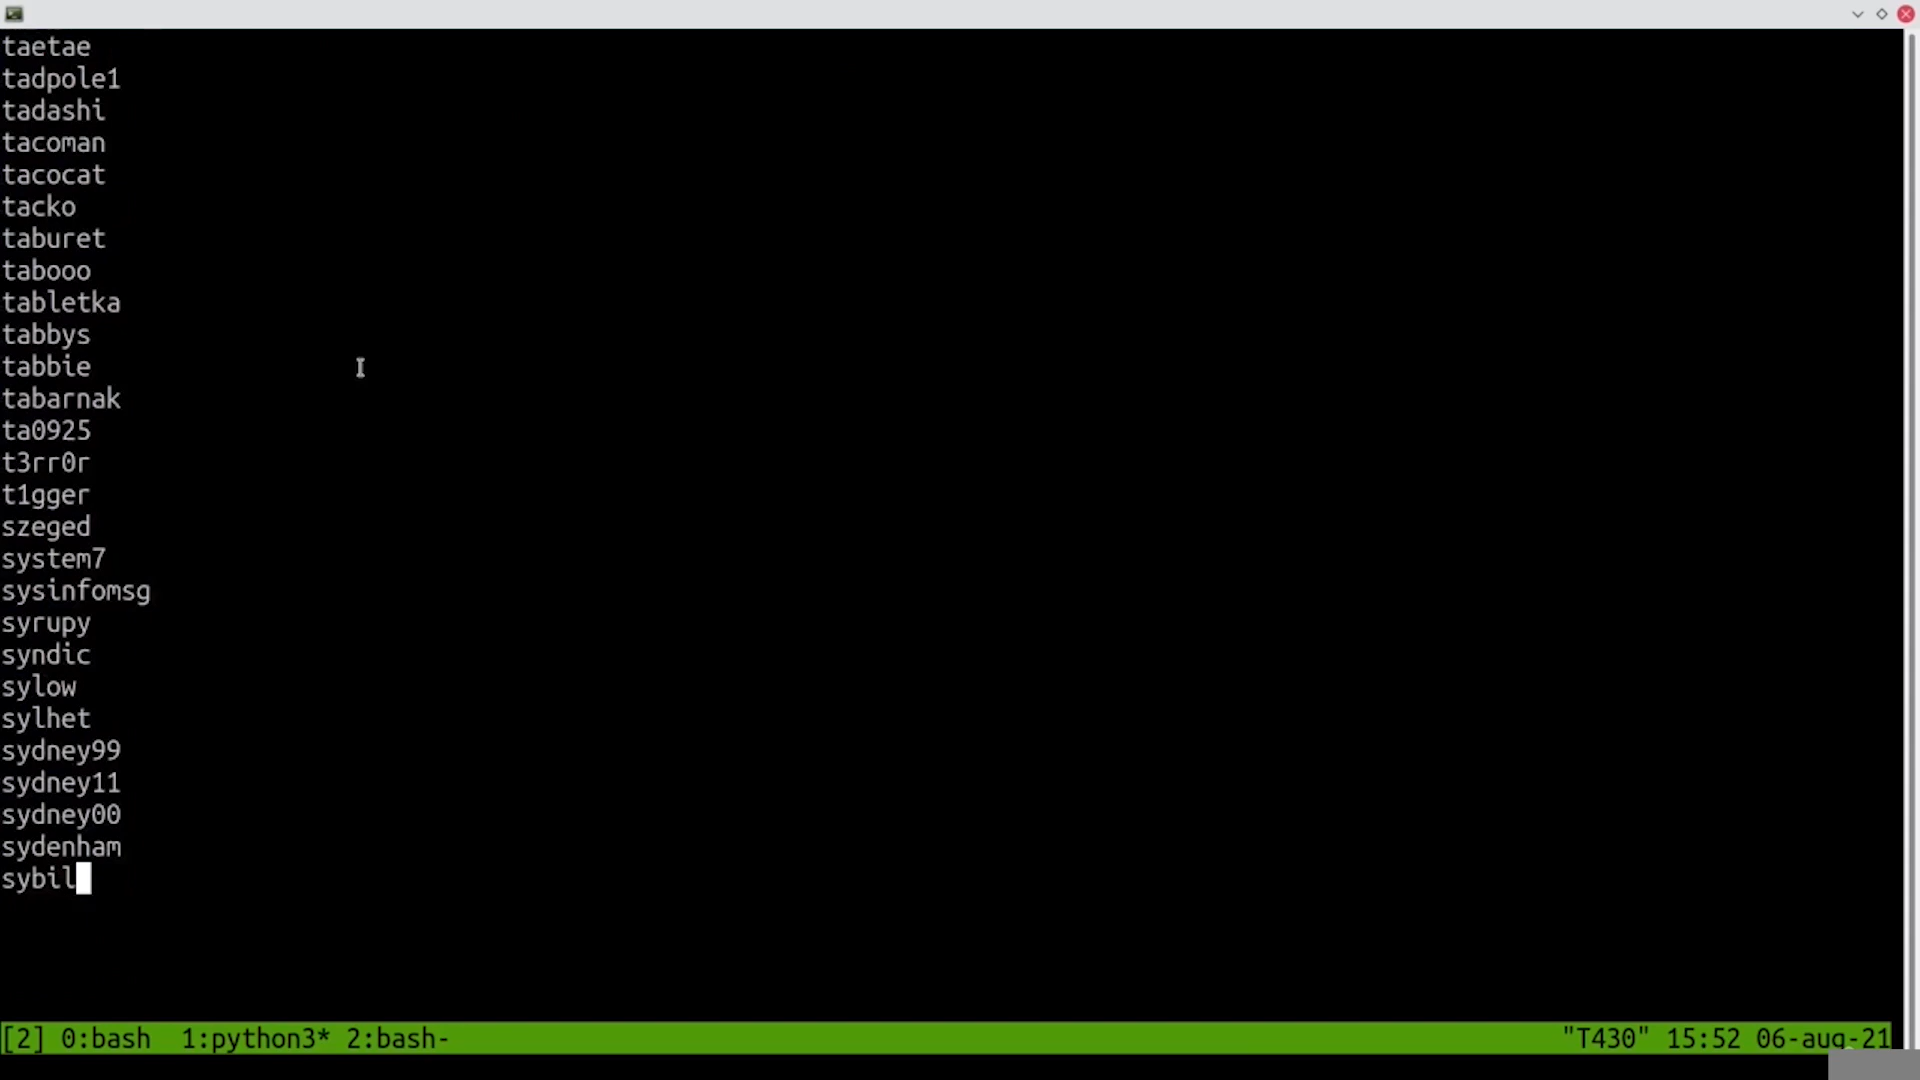 taetae
tadpole1
tadashi
tacoman
tacocat
tacko
taburet
tabooo
tabletka
tabbys
tabbie
tabarnak
ta0925
t3rr0r
t1gger
szeged
system7
sysinfomsg
syrupy
syndic
sylow
sylhet
sydney99
sydney11
sydney00
sydenham
sybil
[2] 0:bash  1:python3* 2:bash- "T430" 15:52 06-aug-21